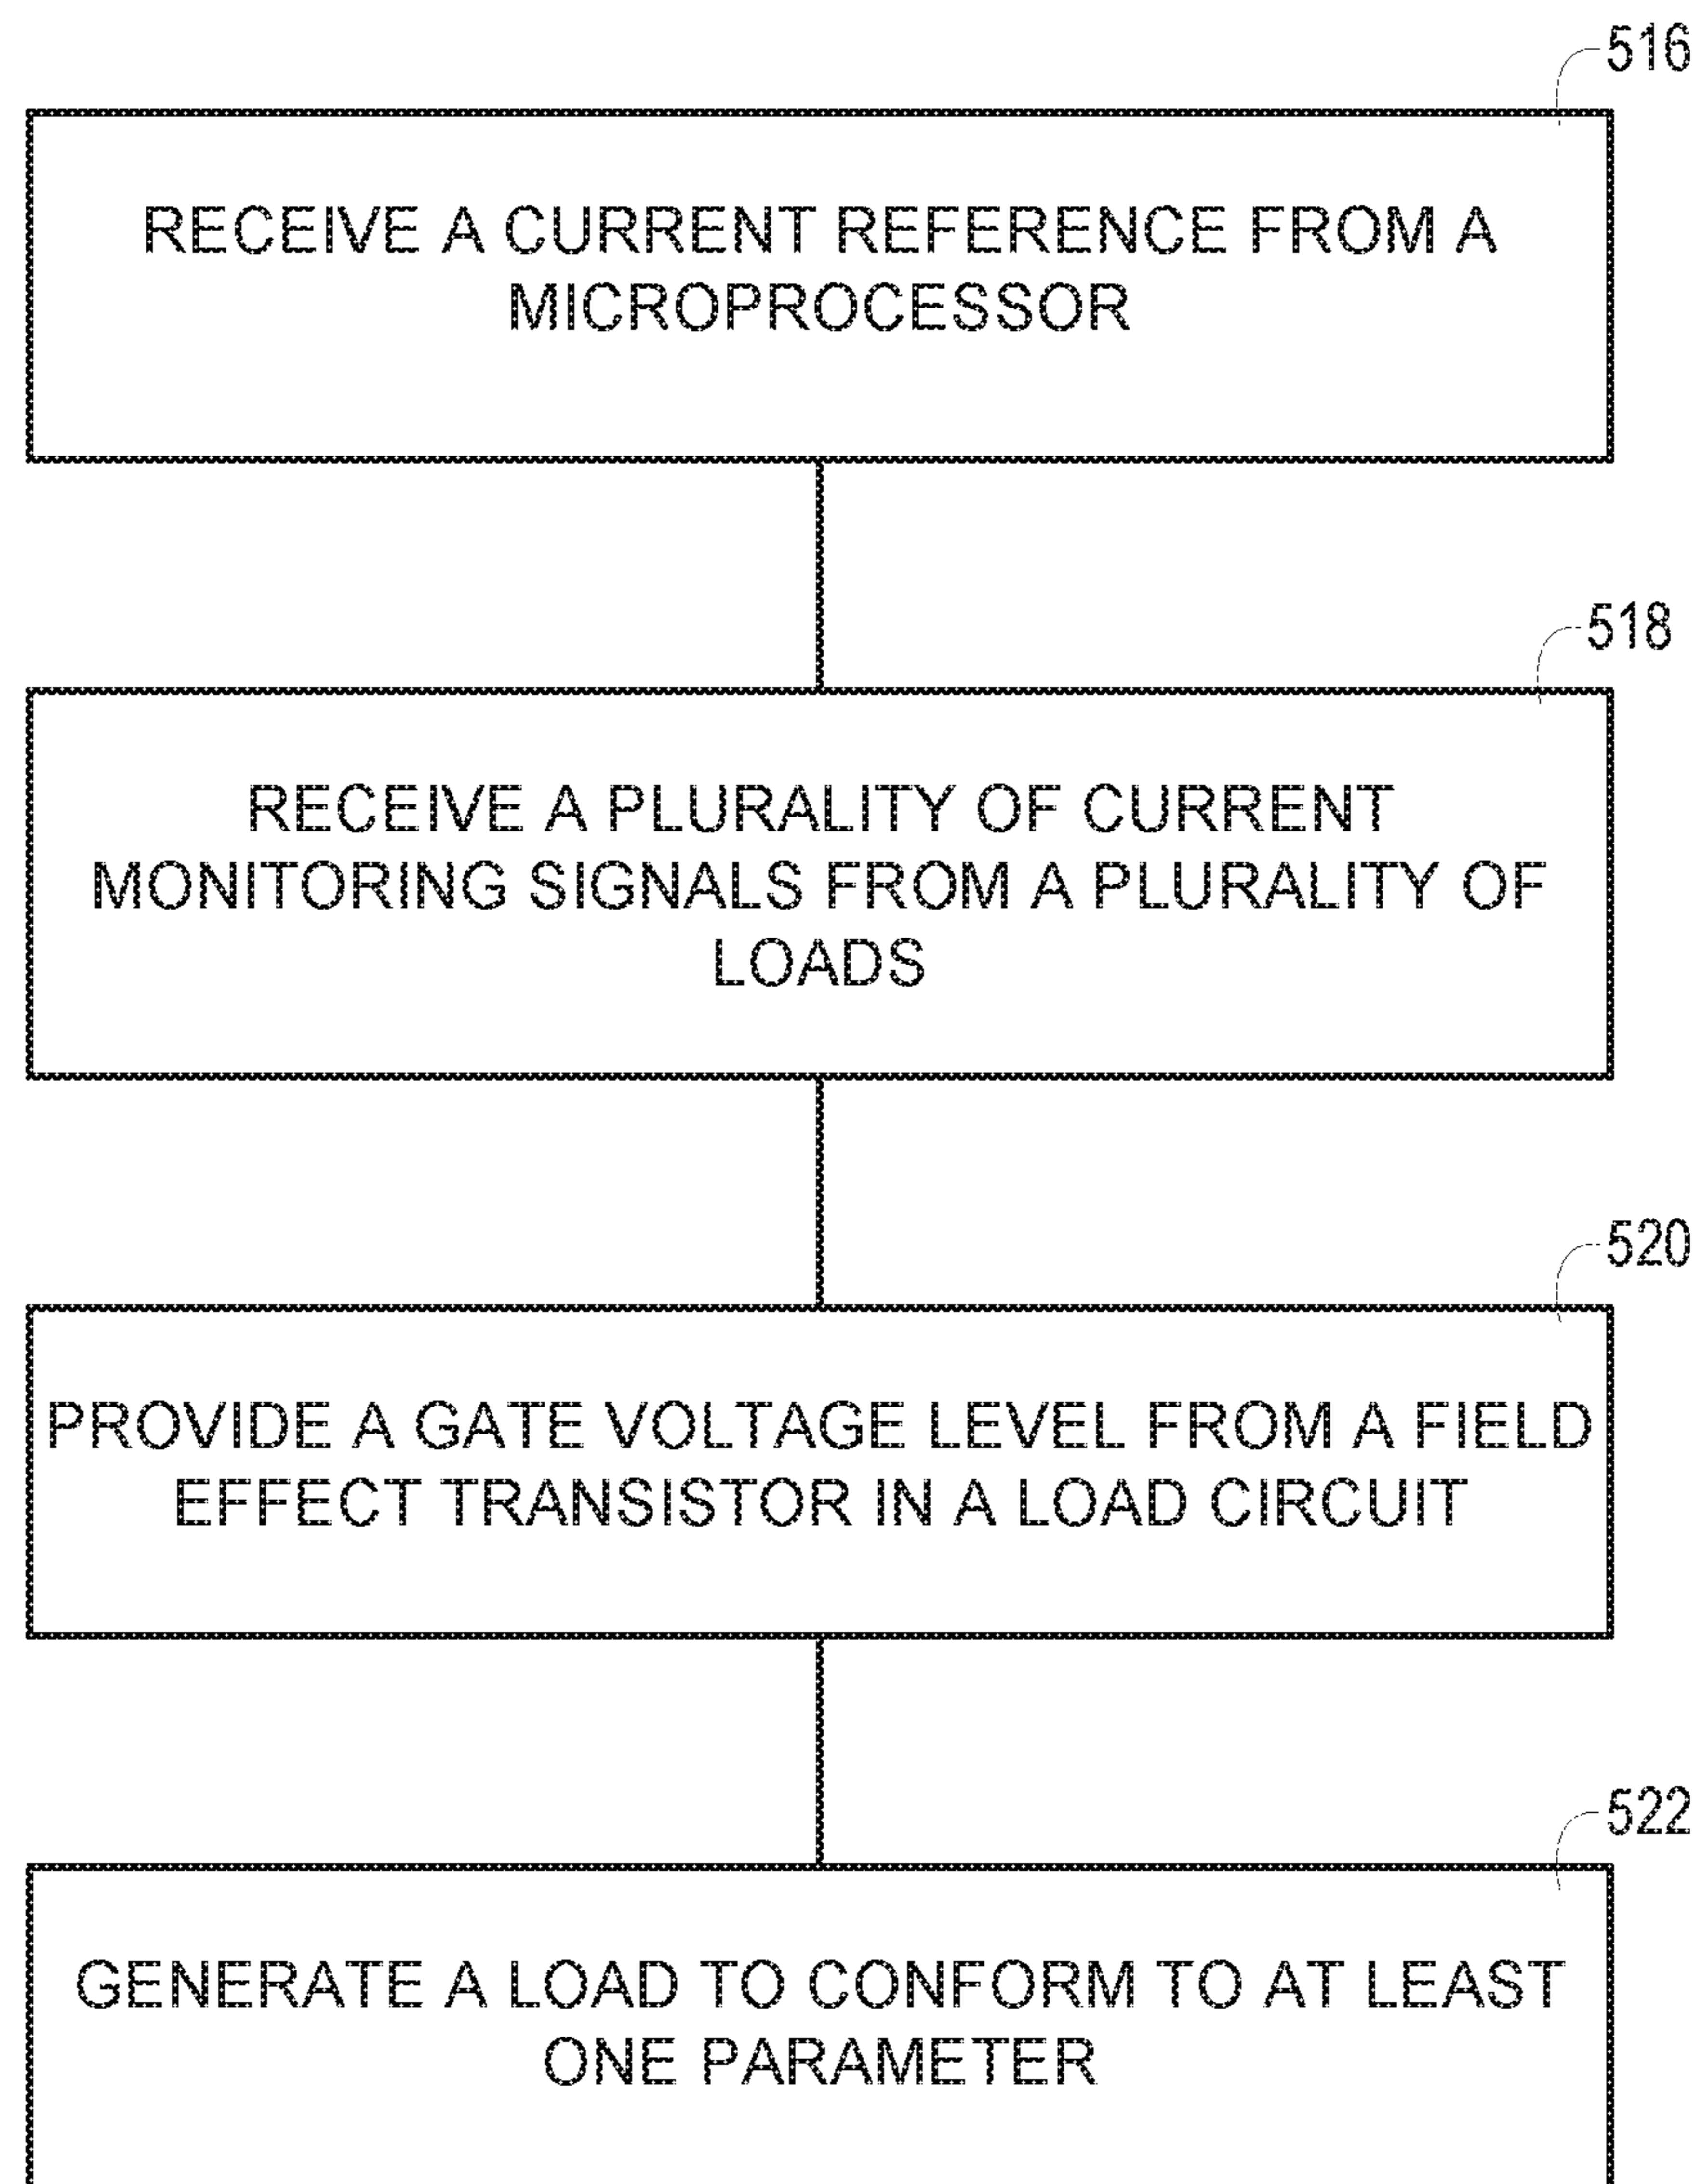 516
RECEIVE A CURRENT REFERENCE FROM A
MICROPROCESSOR
518
RECEIVE A PLURALITY OF CURRENT
MONITORING SIGNALS FROM A PLURALITY OF
LOADS
520
PROVIDE A GATE VOLTAGE LEVEL FROM A FIELD
EFFECT TRANSISTOR IN A LOAD CIRCUIT
522
GENERATE A LOAD TO CONFORM TO AT LEAST
ONE PARAMETER